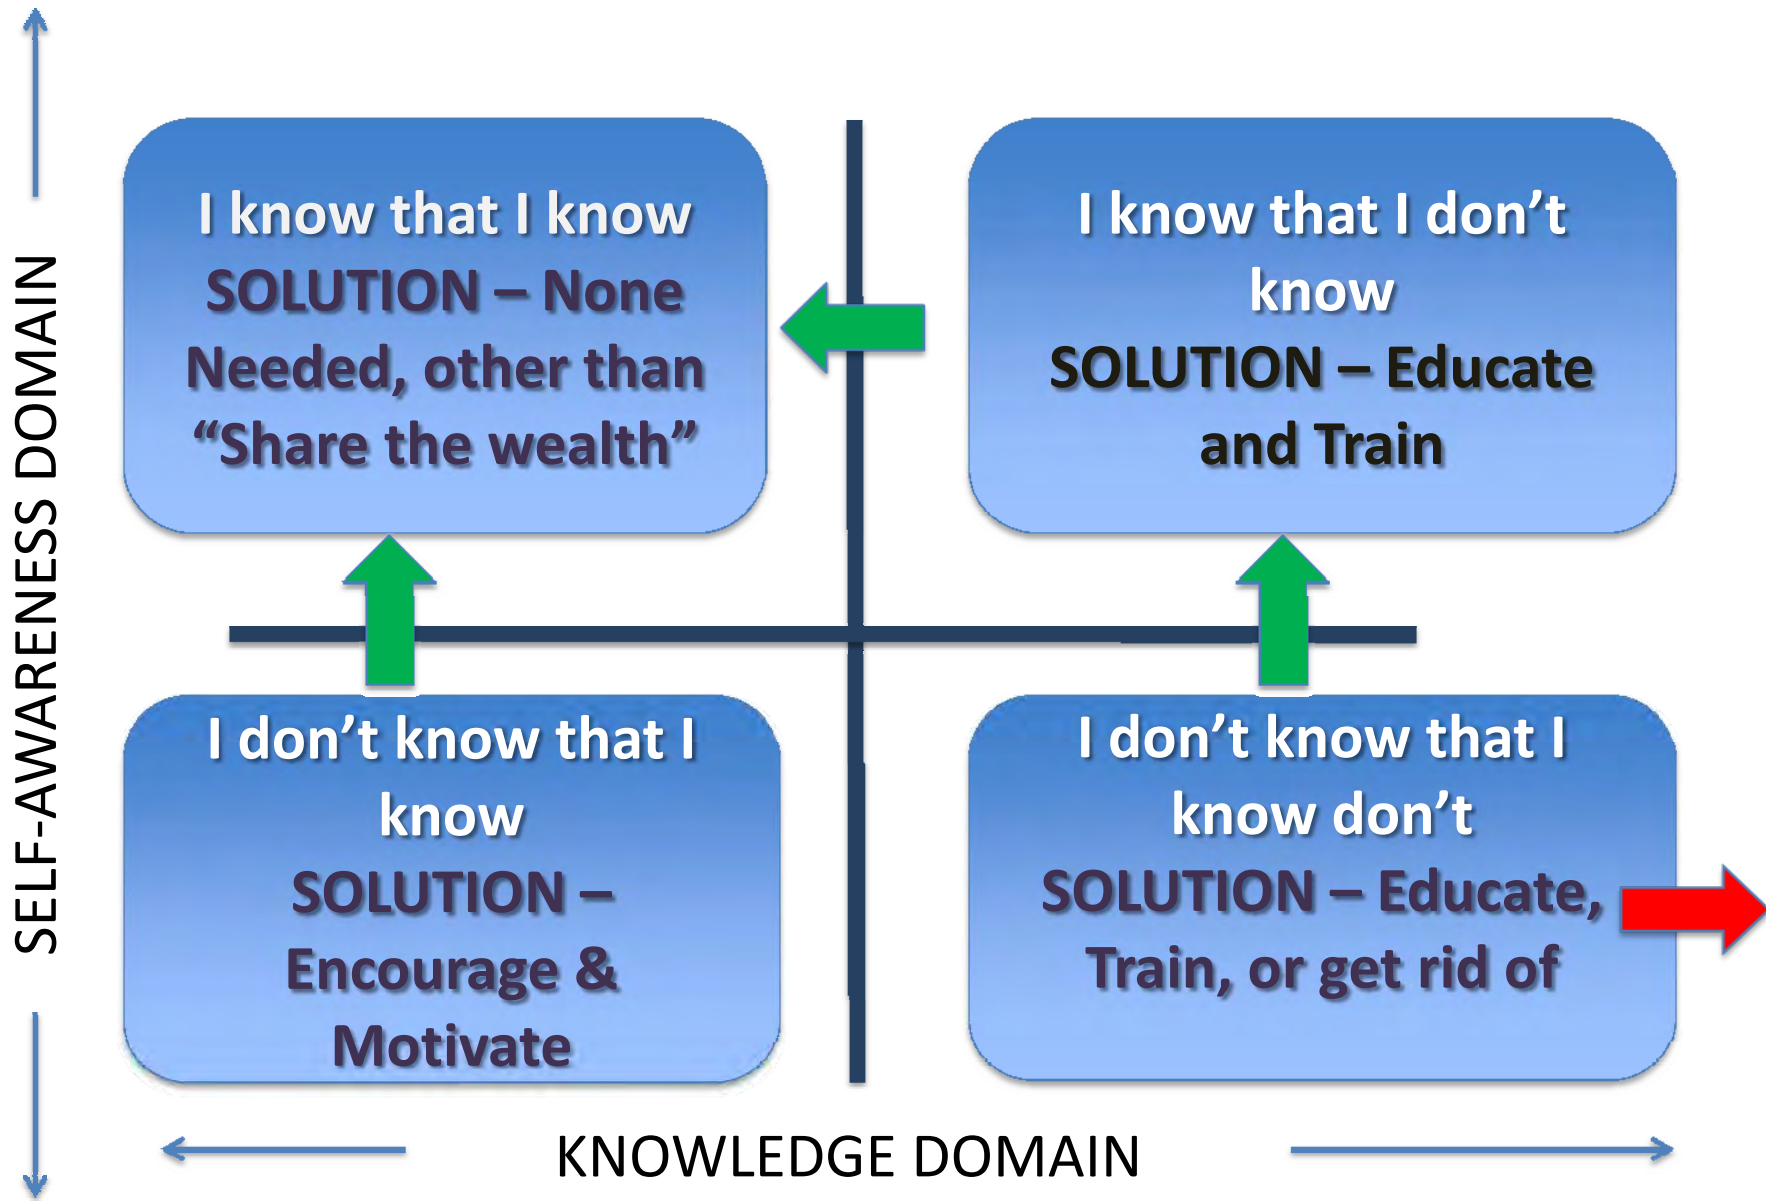 SELF-AWARENESS DOMAIN
I know that I know
SOLUTION – None
Needed, other than
“Share the wealth”
I know that I don’t
know
SOLUTION – Educate
and Train
I don’t know that I
know
SOLUTION –
Encourage &
Motivate
I don’t know that I
know don’t
SOLUTION – Educate,
Train, or get rid of
KNOWLEDGE DOMAIN